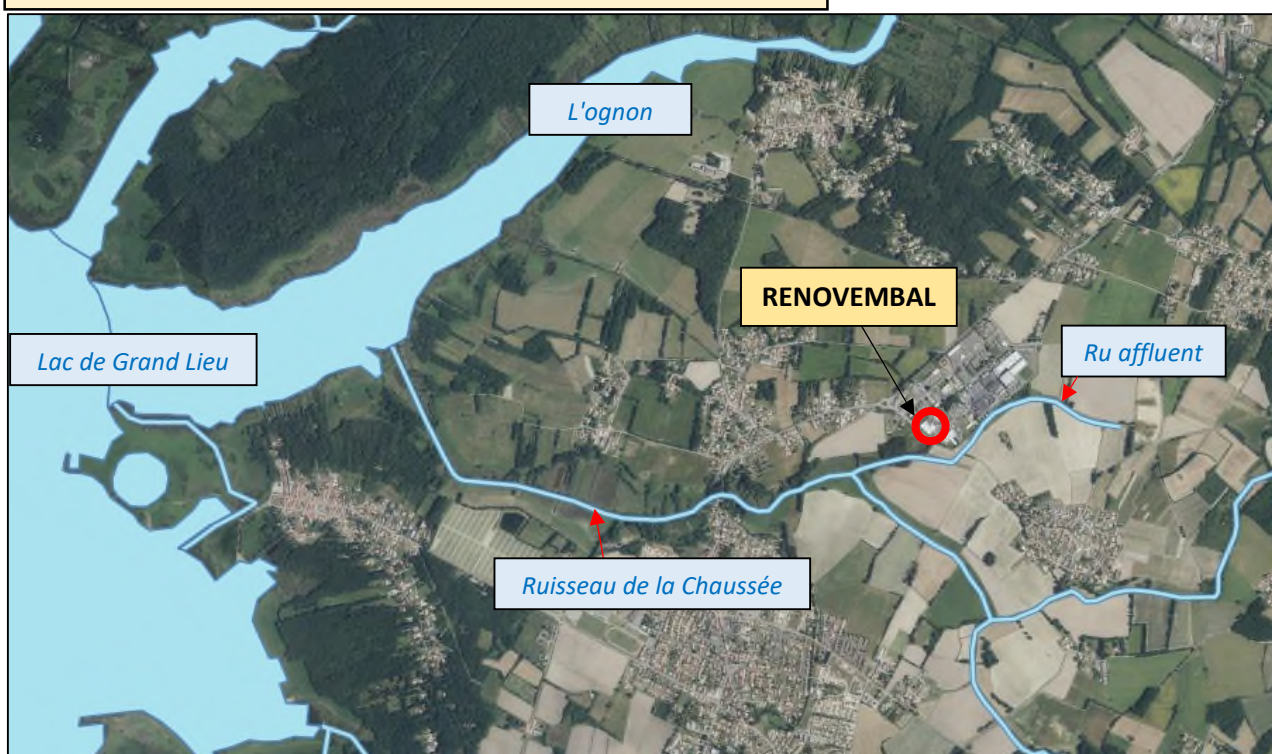 L'ognon
RENOVEMBAL
Lac de Grand Lieu
Ru affluent
Ruisseau de la Chaussée